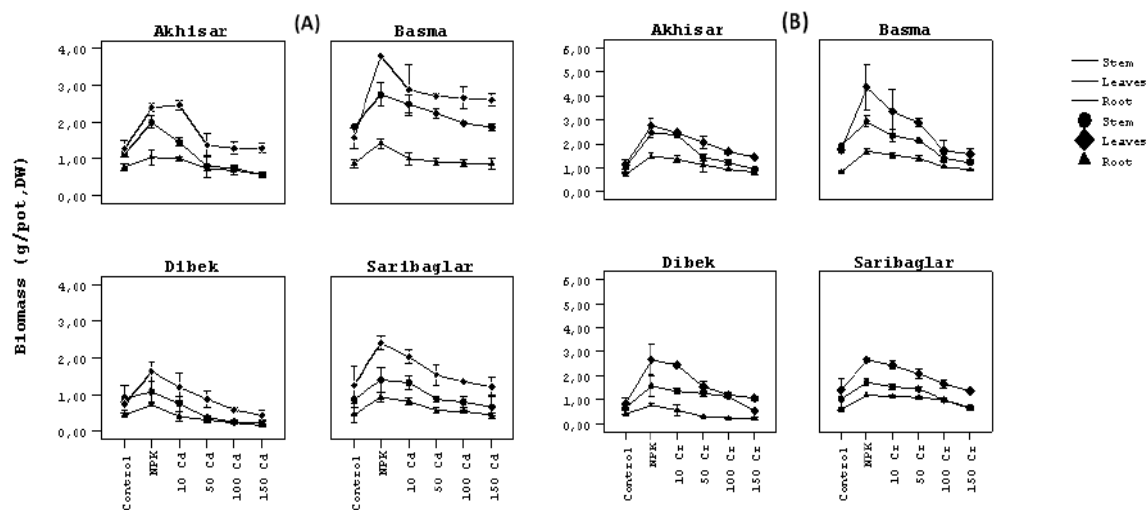 (A)
(B)
Akhisar
Basma
Akhisar
Basma
Biomass (g/pot,DW)
4,00
3,00
2,00
1,00
0,00
6,00
5,00
4,00
3,00
2,00
1,00
0,00
Stem
Leaves
Root
Stem
Leaves
Root
Dibek
Saribaglar
Dibek
Saribaglar
4,00
3,00
2,00
1,00
0,00
6,00
5,00
4,00
3,00
2,00
1,00
0,00
Control
NPK
10 Cd
50 Cd
100 Cd
150 Cd
Control
NPK
10 Cd
50 Cd
100 Cd
150 Cd
Control
NPK
10 Cr
50 Cr
100 Cr
150 Cr
Control
NPK
10 Cr
50 Cr
100 Cr
150 Cr